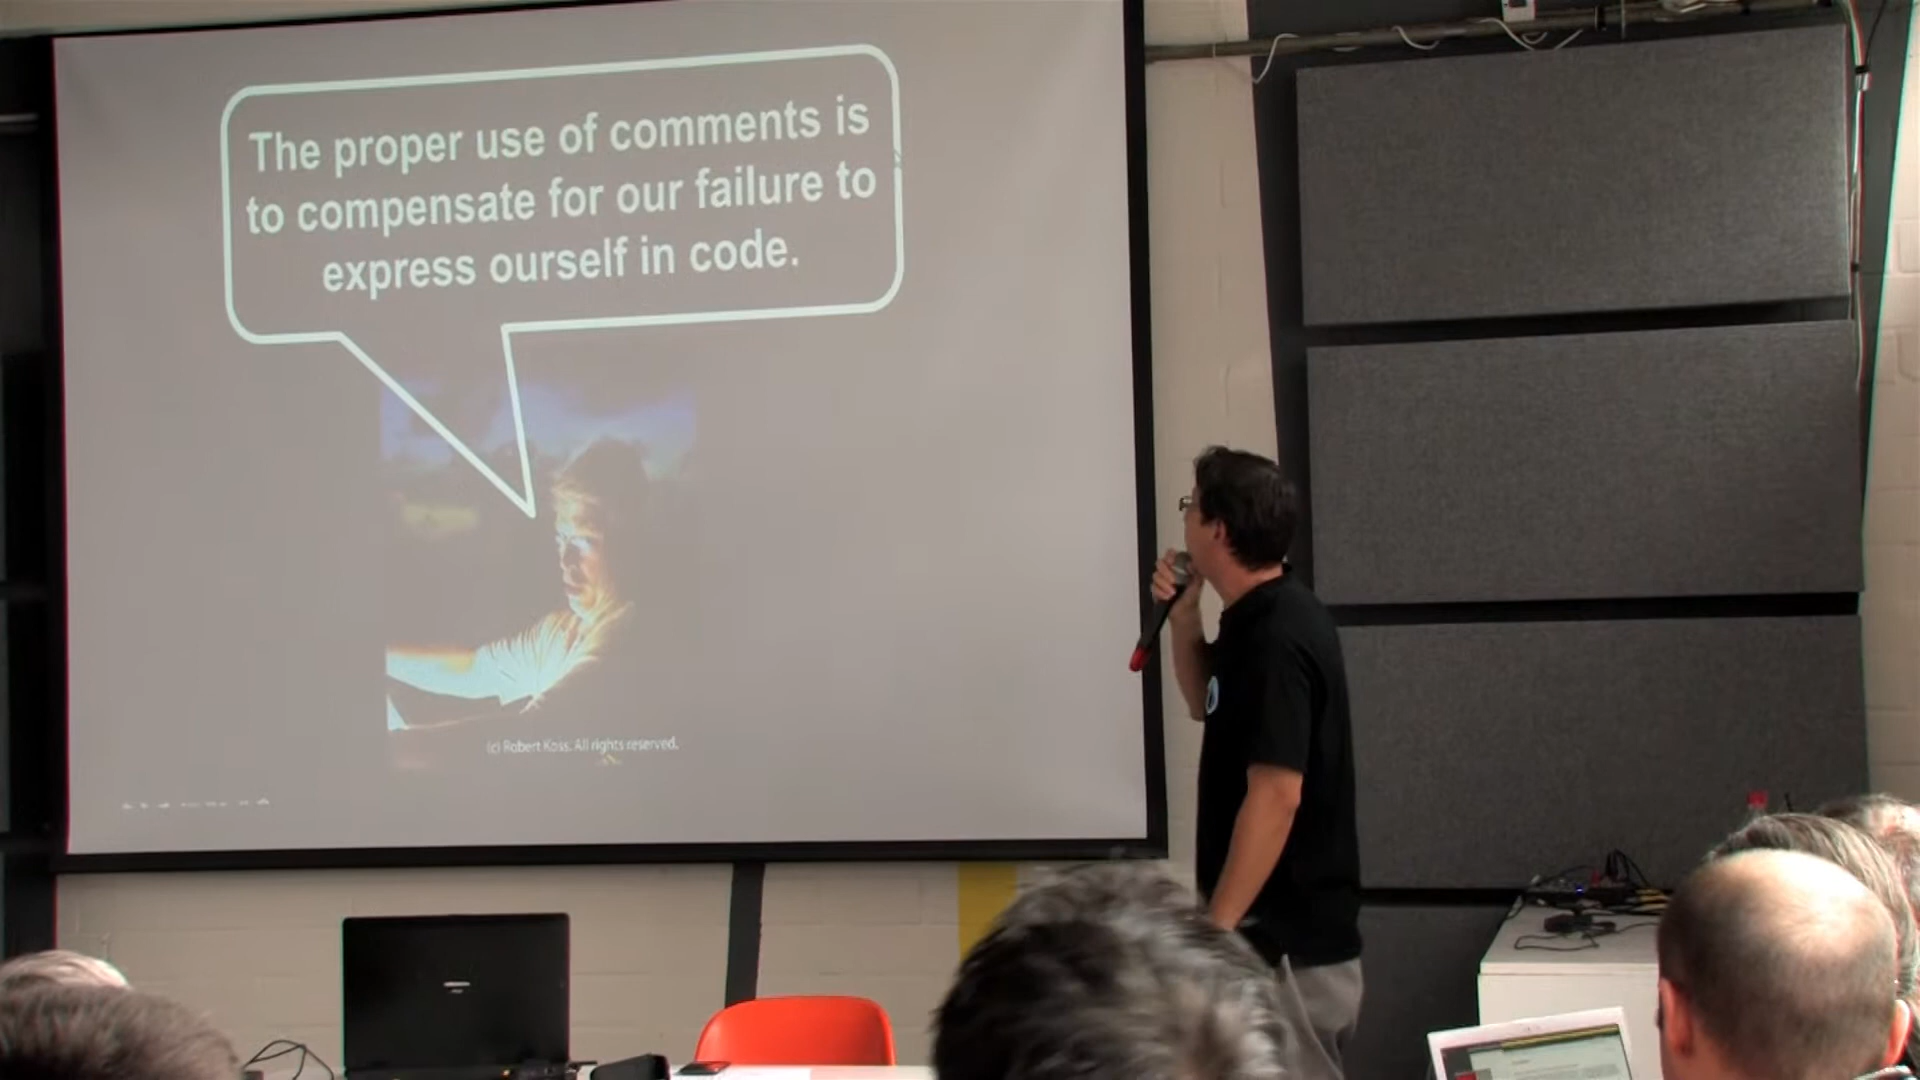 The proper use of comments is
to compensate for our failure to
express ourself in code.
(c) Robert Koss. All rights reserved.